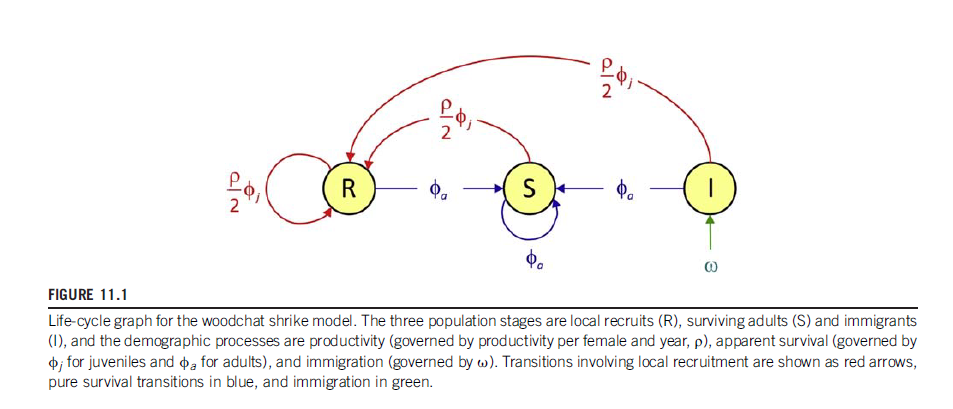 ρ/2 ϕj
ρ/2 ϕj
ρ/2 ϕj
R ϕa S ϕa I
ϕa
ω
FIGURE 11.1
Life-cycle graph for the woodchat shrike model. The three population stages are local recruits (R), surviving adults (S) and immigrants
(I), and the demographic processes are productivity (governed by productivity per female and year, ρ), apparent survival (governed by
ϕj for juveniles and ϕa for adults), and immigration (governed by ω). Transitions involving local recruitment are shown as red arrows,
pure survival transitions in blue, and immigration in green.